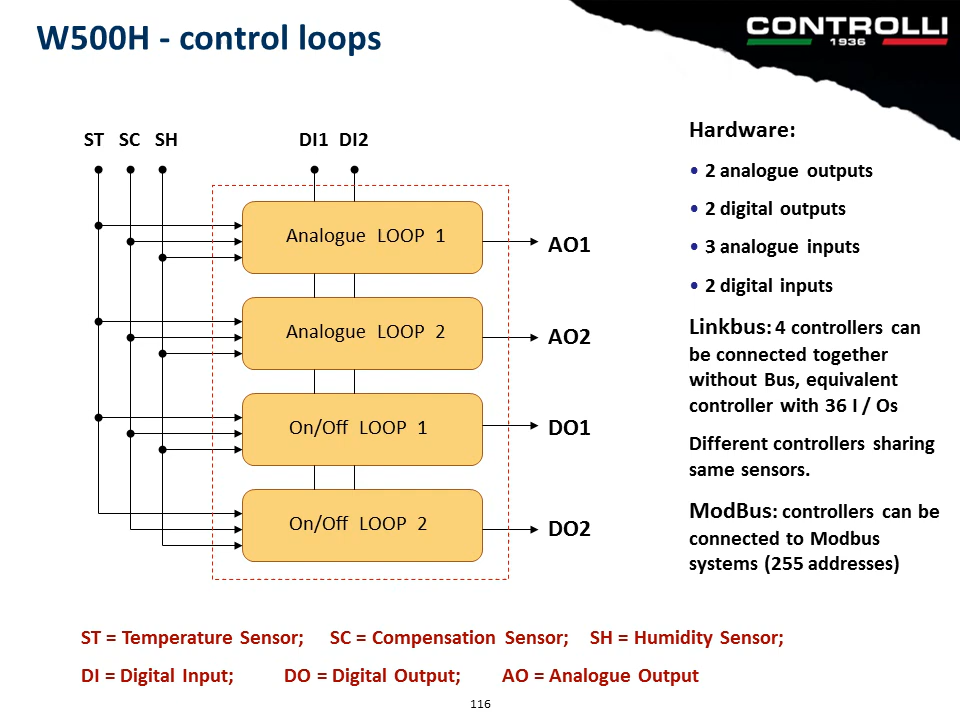 W500H - control loops
CONTROLLI
1936
ST SC SH DI1 DI2
Analogue LOOP 1
AO1
Analogue LOOP 2
AO2
On/Off LOOP 1
DO1
On/Off LOOP 2
DO2
Hardware:
• 2 analogue outputs
• 2 digital outputs
• 3 analogue inputs
• 2 digital inputs
Linkbus: 4 controllers can
be connected together
without Bus, equivalent
controller with 36 I / Os
Different controllers sharing
same sensors.
ModBus: controllers can be
connected to Modbus
systems (255 addresses)
ST = Temperature Sensor; SC = Compensation Sensor; SH = Humidity Sensor;
DI = Digital Input; DO = Digital Output; AO = Analogue Output
116